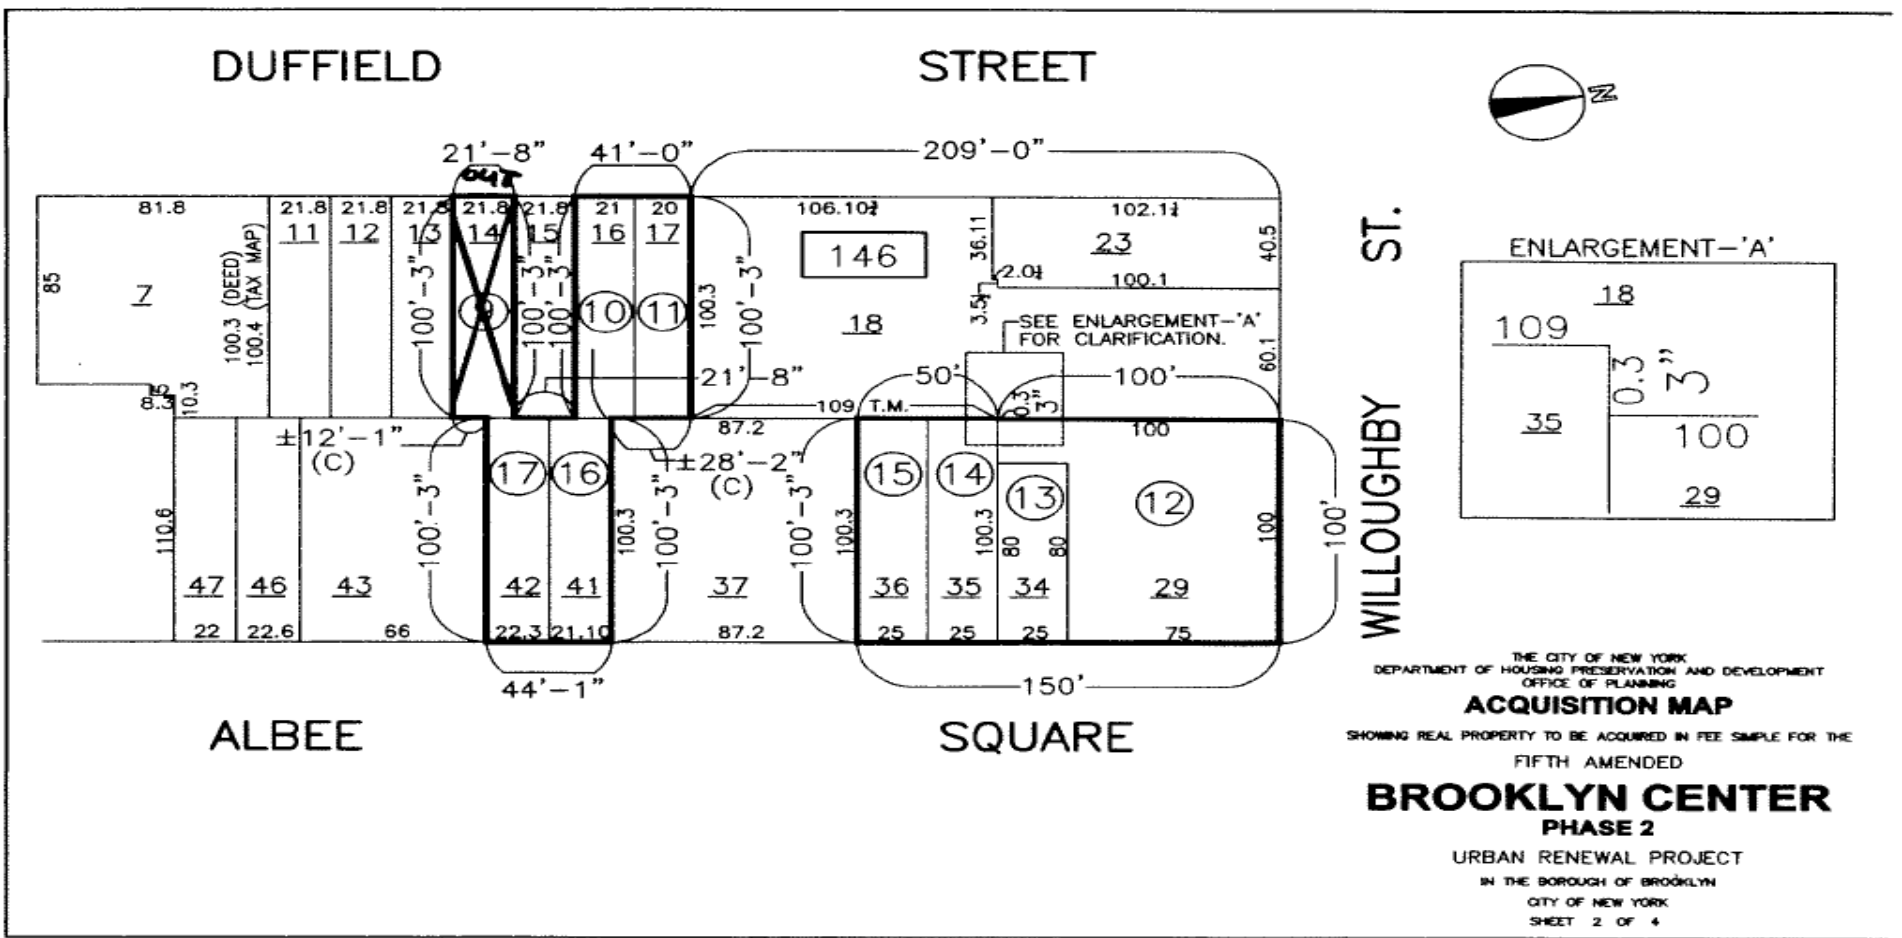 DUFFIELD STREET
21'-8" 41'-0" 209'-0"
OUT
81.8 21.8 21.8 21.8 21.8 21.8 21 20 106.10¾ 102.1¼
11 12 13 14 15 16 17 23
85
7
100.3 (DEED)
100.4 (TAX MAP)
100'-3" 100'-3" 100'-3" 100.3 100'-3"
9 10 11
146
18
36.11
2.0¼
3.5½
100.1
40.5
60.1
SEE ENLARGEMENT-'A'
FOR CLARIFICATION.
8.3 10.3
21'-8" 50' 100'
109 T.M.
0.3 3"
±12'-1"
(C)
87.2 100
±28'-2"
(C)
17 16 15 14 13 12
110.6 100'-3" 100.3 100'-3" 100'-3" 100.3 100.3 80 80 100 100'
47 46 43 42 41 37 36 35 34 29
22 22.6 66 22.3 21.10 87.2 25 25 25 75
44'-1" 150'
ALBEE SQUARE
WILLOUGHBY ST.
N
ENLARGEMENT-'A'
18
109
0.3
3"
35
100
29
THE CITY OF NEW YORK
DEPARTMENT OF HOUSING PRESERVATION AND DEVELOPMENT
OFFICE OF PLANNING
ACQUISITION MAP
SHOWING REAL PROPERTY TO BE ACQUIRED IN FEE SIMPLE FOR THE
FIFTH AMENDED
BROOKLYN CENTER
PHASE 2
URBAN RENEWAL PROJECT
IN THE BOROUGH OF BROOKLYN
CITY OF NEW YORK
SHEET 2 OF 4